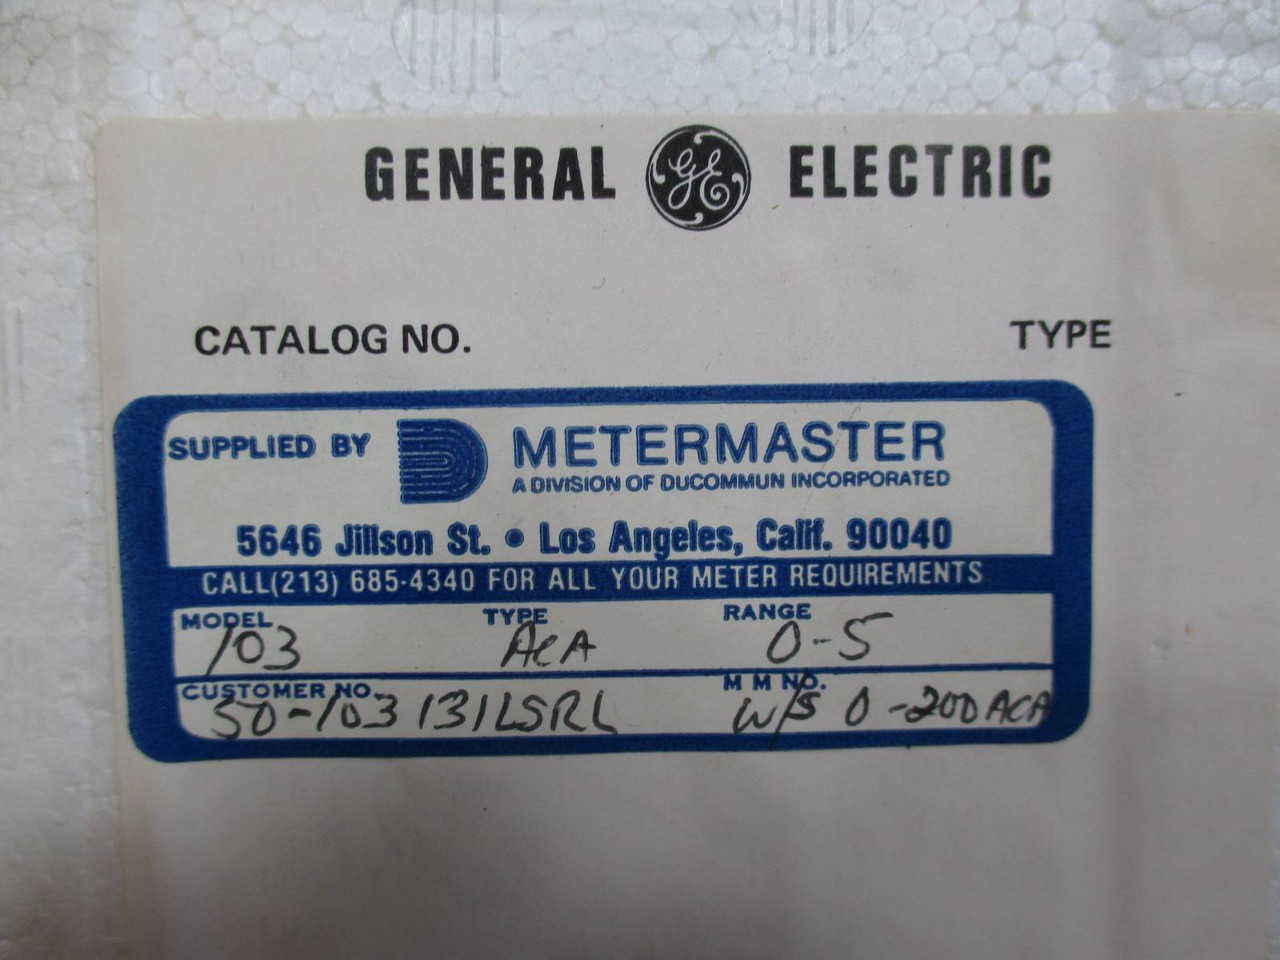 GENERAL GE ELECTRIC
CATALOG NO. TYPE
SUPPLIED BY METERMASTER
A DIVISION OF DUCOMMUN INCORPORATED
5646 Jillson St. • Los Angeles, Calif. 90040
CALL (213) 685-4340 FOR ALL YOUR METER REQUIREMENTS
MODEL TYPE RANGE
103 ACA 0-5
CUSTOMER NO. M M NO.
50-103131LSRL W/S 0-200ACA